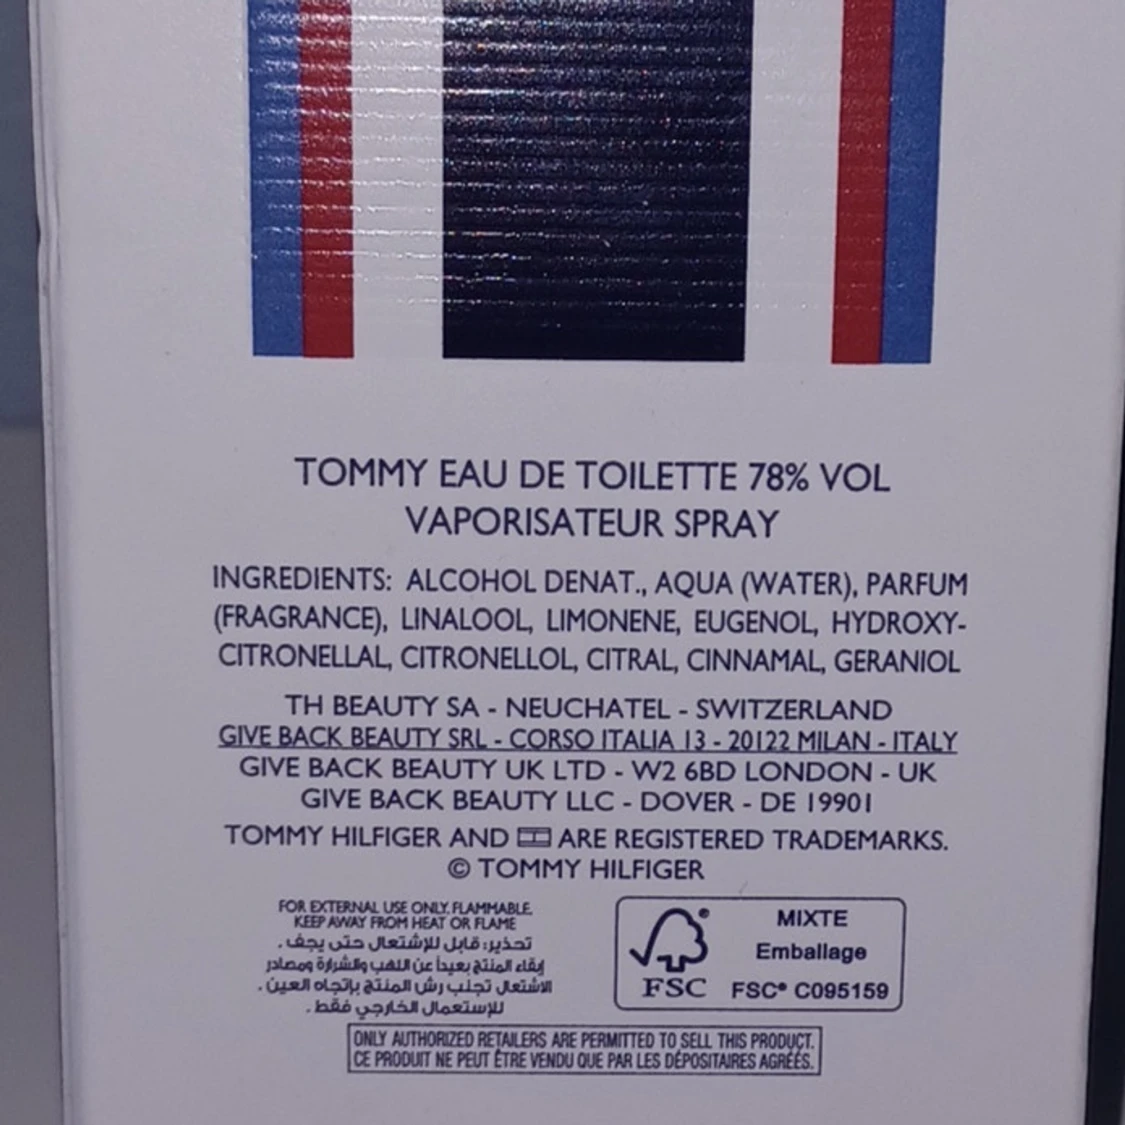 TOMMY EAU DE TOILETTE 78% VOL
VAPORISATEUR SPRAY
INGREDIENTS: ALCOHOL DENAT., AQUA (WATER), PARFUM
(FRAGRANCE), LINALOOL, LIMONENE, EUGENOL, HYDROXY-
CITRONELLAL, CITRONELLOL, CITRAL, CINNAMAL, GERANIOL
TH BEAUTY SA - NEUCHATEL - SWITZERLAND
GIVE BACK BEAUTY SRL - CORSO ITALIA 13 - 20122 MILAN - ITALY
GIVE BACK BEAUTY UK LTD - W2 6BD LONDON - UK
GIVE BACK BEAUTY LLC - DOVER - DE 19901
TOMMY HILFIGER AND ARE REGISTERED TRADEMARKS.
© TOMMY HILFIGER
FOR EXTERNAL USE ONLY. FLAMMABLE.
KEEP AWAY FROM HEAT OR FLAME
تحذير: قابل للإشتعال حتى يجف.
إبقاء المنتج بعيداً عن اللهب والشرارة ومصادر
الاشتعال تجنب رش المنتج بإتجاه العين.
للإستعمال الخارجي فقط.
®
FSC
MIXTE
Emballage
FSC® C095159
ONLY AUTHORIZED RETAILERS ARE PERMITTED TO SELL THIS PRODUCT.
CE PRODUIT NE PEUT ÊTRE VENDU QUE PAR LES DÉPOSITAIRES AGRÉÉS.